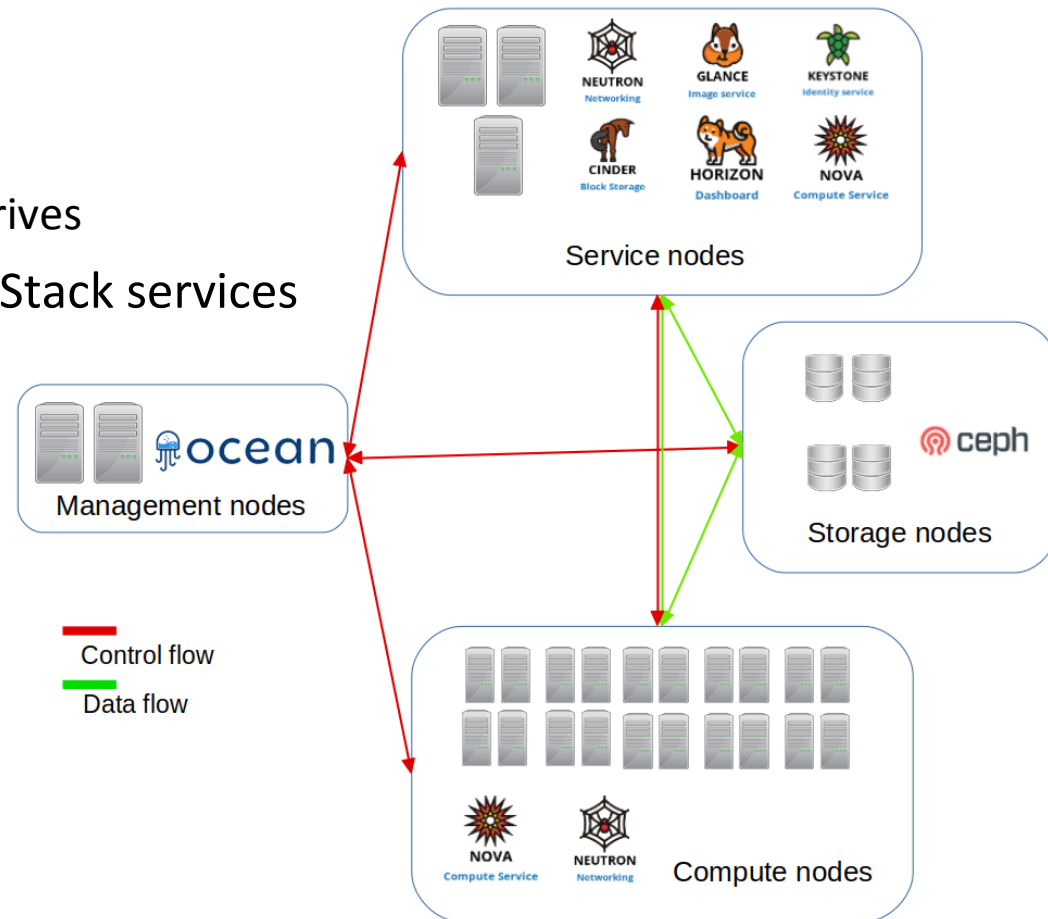 NEUTRON
Networking
GLANCE
Image service
KEYSTONE
Identity service
CINDER
Block Storage
HORIZON
Dashboard
NOVA
Compute Service
Service nodes
rives
Stack services
ocean
Management nodes
ceph
Storage nodes
Control flow
Data flow
NOVA
Compute Service
NEUTRON
Networking
Compute nodes